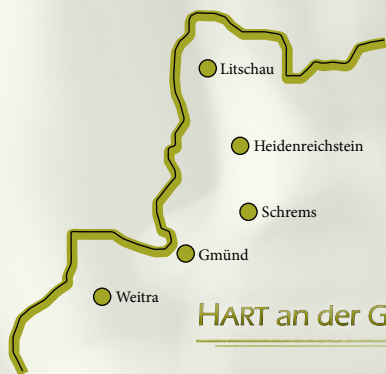 Litschau
Heidenreichstein
Schrems
Gmünd
Weitra
HART an der G